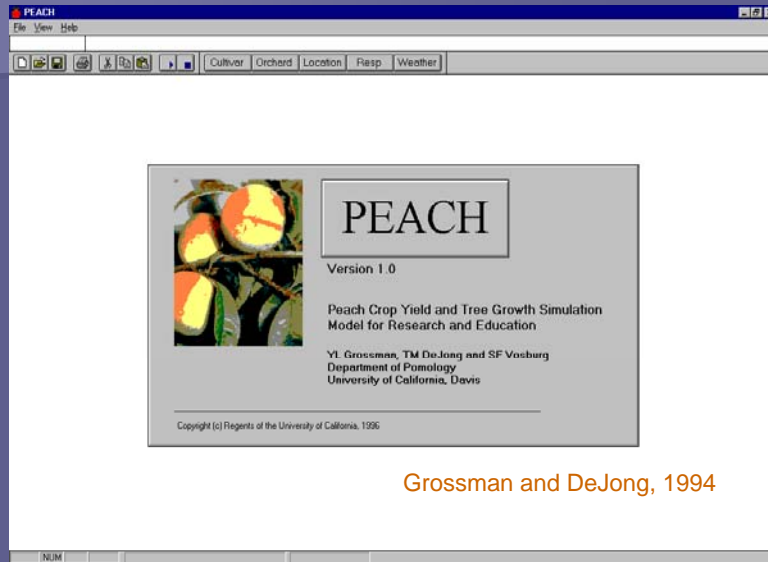 PEACH
File View Help
Cultivar Orchard Location Resp Weather
PEACH
Version 1.0
Peach Crop Yield and Tree Growth Simulation
Model for Research and Education
YL Grossman, TM DeJong and SF Vosburg
Department of Pomology
University of California, Davis
Copyright (c) Regents of the University of California, 1996
Grossman and DeJong, 1994
NUM